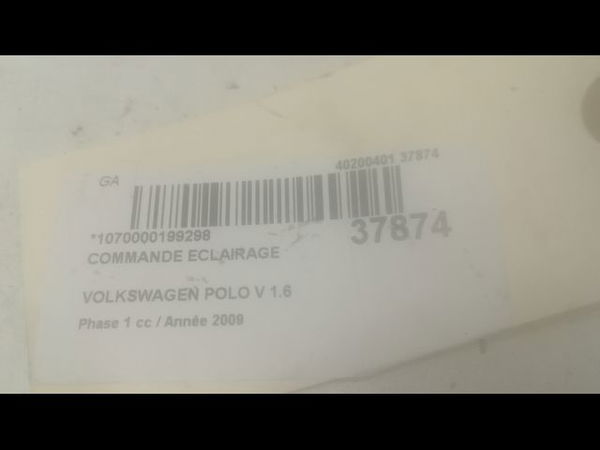 GA
40200401 37874
*1070000199298
37874
COMMANDE ECLAIRAGE
VOLKSWAGEN POLO V 1.6
Phase 1 cc / Année 2009